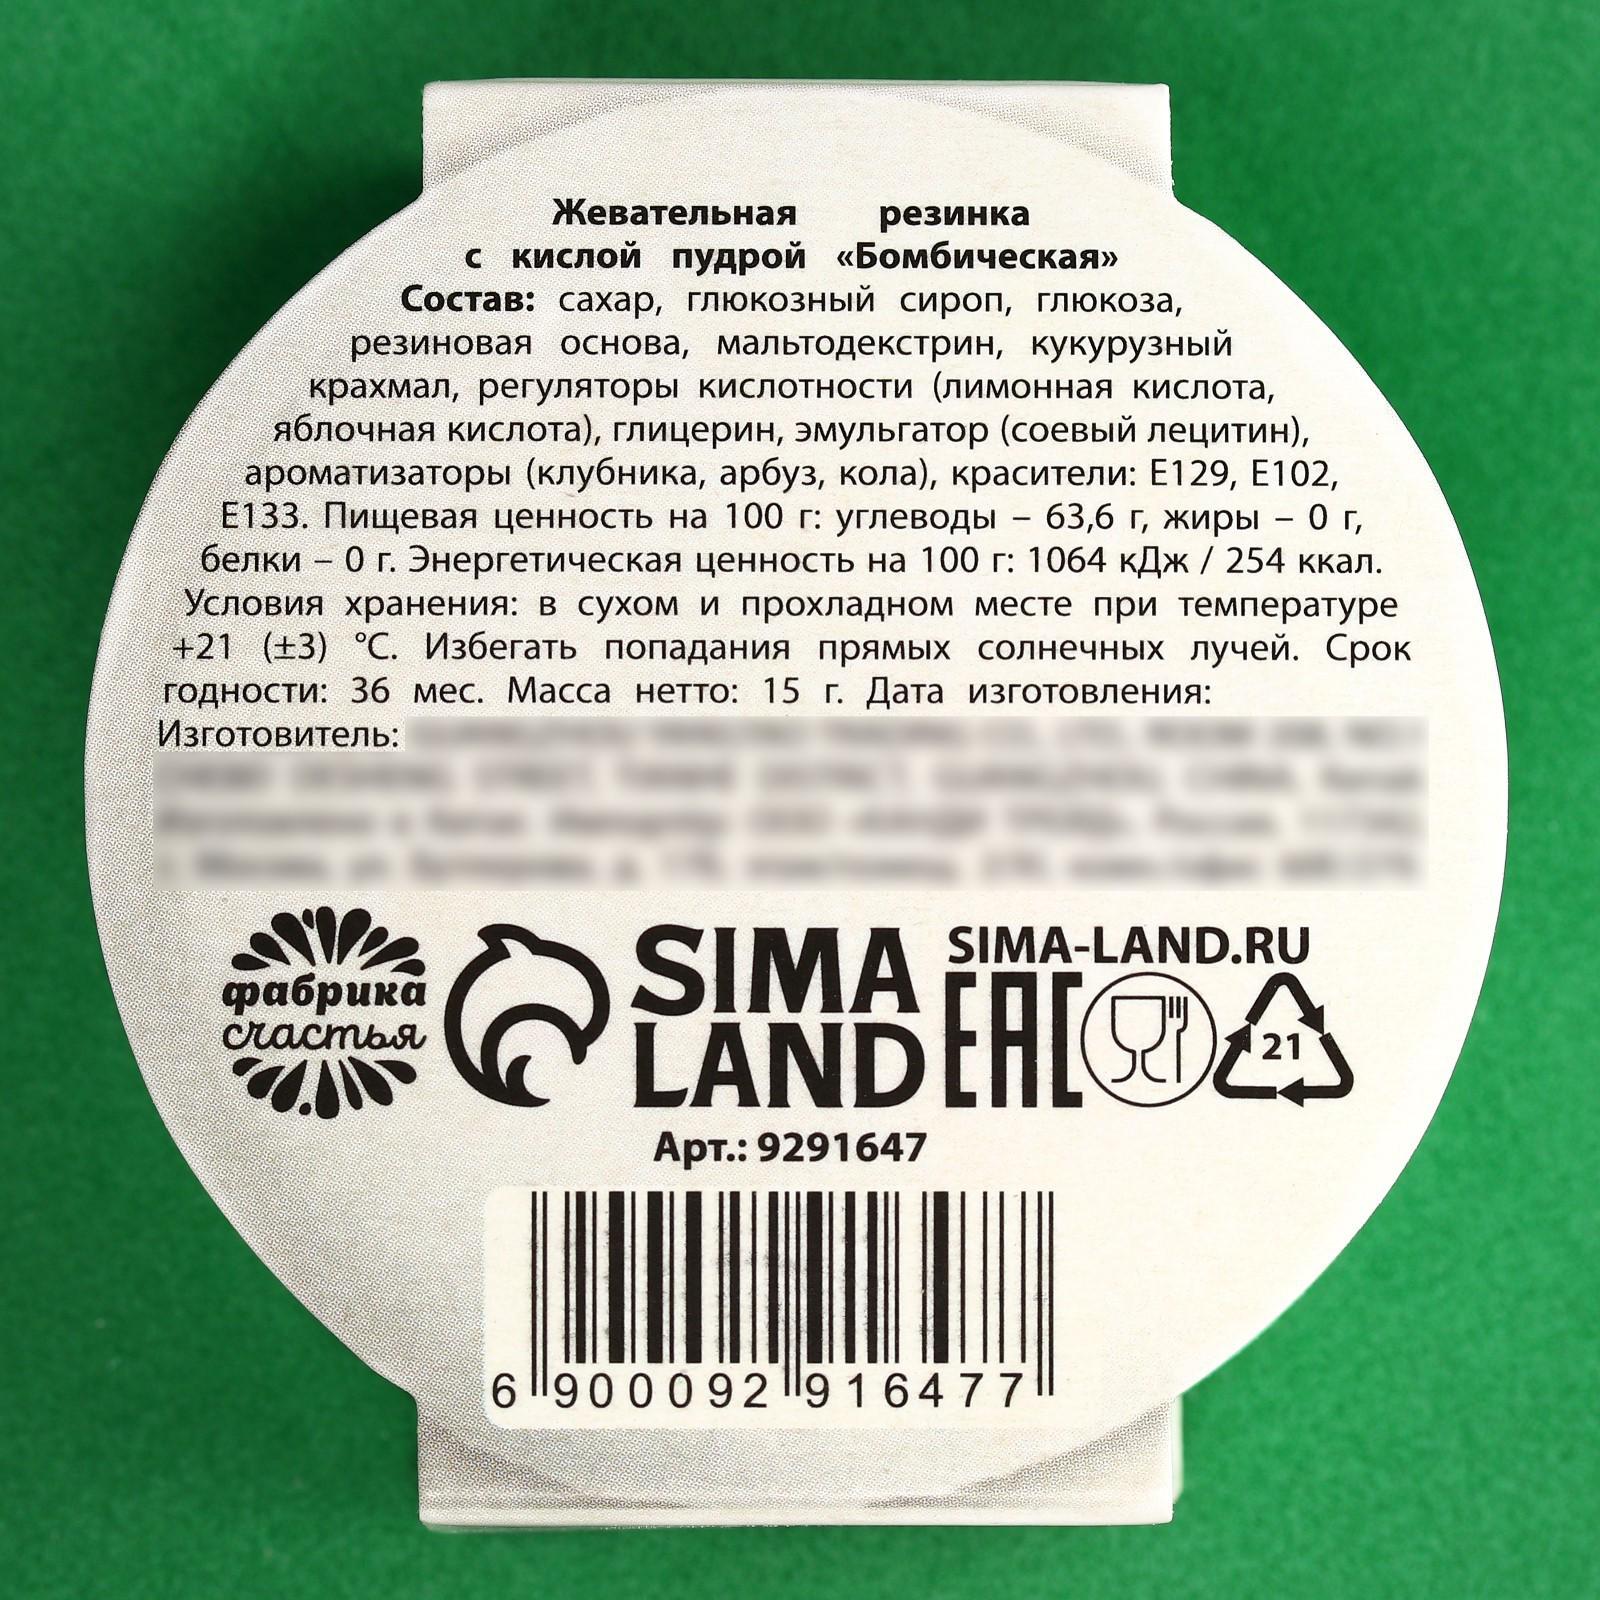 Жевательная резинка
с кислой пудрой «Бомбическая»
Состав: сахар, глюкозный сироп, глюкоза,
резиновая основа, мальтодекстрин, кукурузный
крахмал, регуляторы кислотности (лимонная кислота,
яблочная кислота), глицерин, эмульгатор (соевый лецитин),
ароматизаторы (клубника, арбуз, кола), красители: Е129, Е102,
Е133. Пищевая ценность на 100 г: углеводы – 63,6 г, жиры – 0 г,
белки – 0 г. Энергетическая ценность на 100 г: 1064 кДж / 254 ккал.
Условия хранения: в сухом и прохладном месте при температуре
+21 (±3) °С. Избегать попадания прямых солнечных лучей. Срок
годности: 36 мес. Масса нетто: 15 г. Дата изготовления:
Изготовитель:
фабрика
счастья
SIMA
LAND
SIMA-LAND.RU
EAC
21
Арт.: 9291647
6 900092 916477